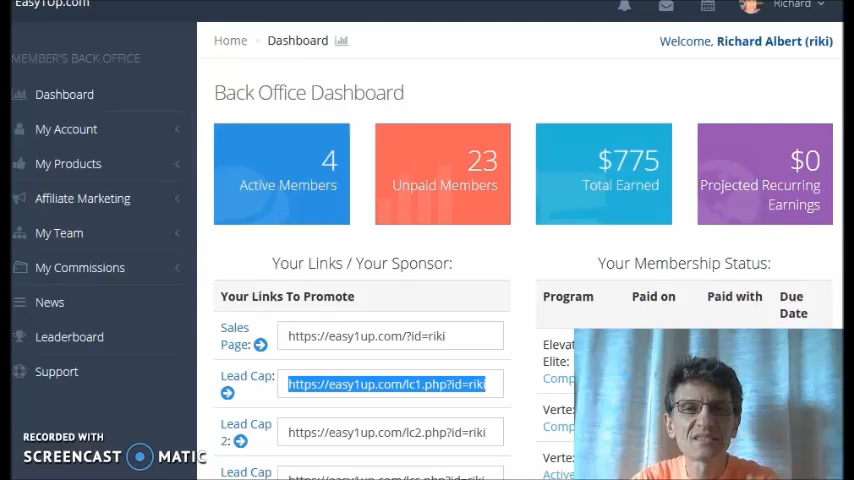 Easy1Up.com
Richard
MEMBER'S BACK OFFICE
Dashboard
My Account
My Products
Affiliate Marketing
My Team
My Commissions
News
Leaderboard
Support
Home
Dashboard
Welcome, Richard Albert (riki)
Back Office Dashboard
4
Active Members
23
Unpaid Members
$775
Total Earned
$0
Projected Recurring
Earnings
Your Links / Your Sponsor:
Your Links To Promote
Sales
Page:
https://easy1up.com/?id=riki
Lead Cap:
https://easy1up.com/lc1.php?id=riki
Lead Cap
2:
https://easy1up.com/lc2.php?id=riki
Lead Cap
Your Membership Status:
Program Paid on Paid with Due
Date
Elite:
RECORDED WITH
SCREENCAST MATIC